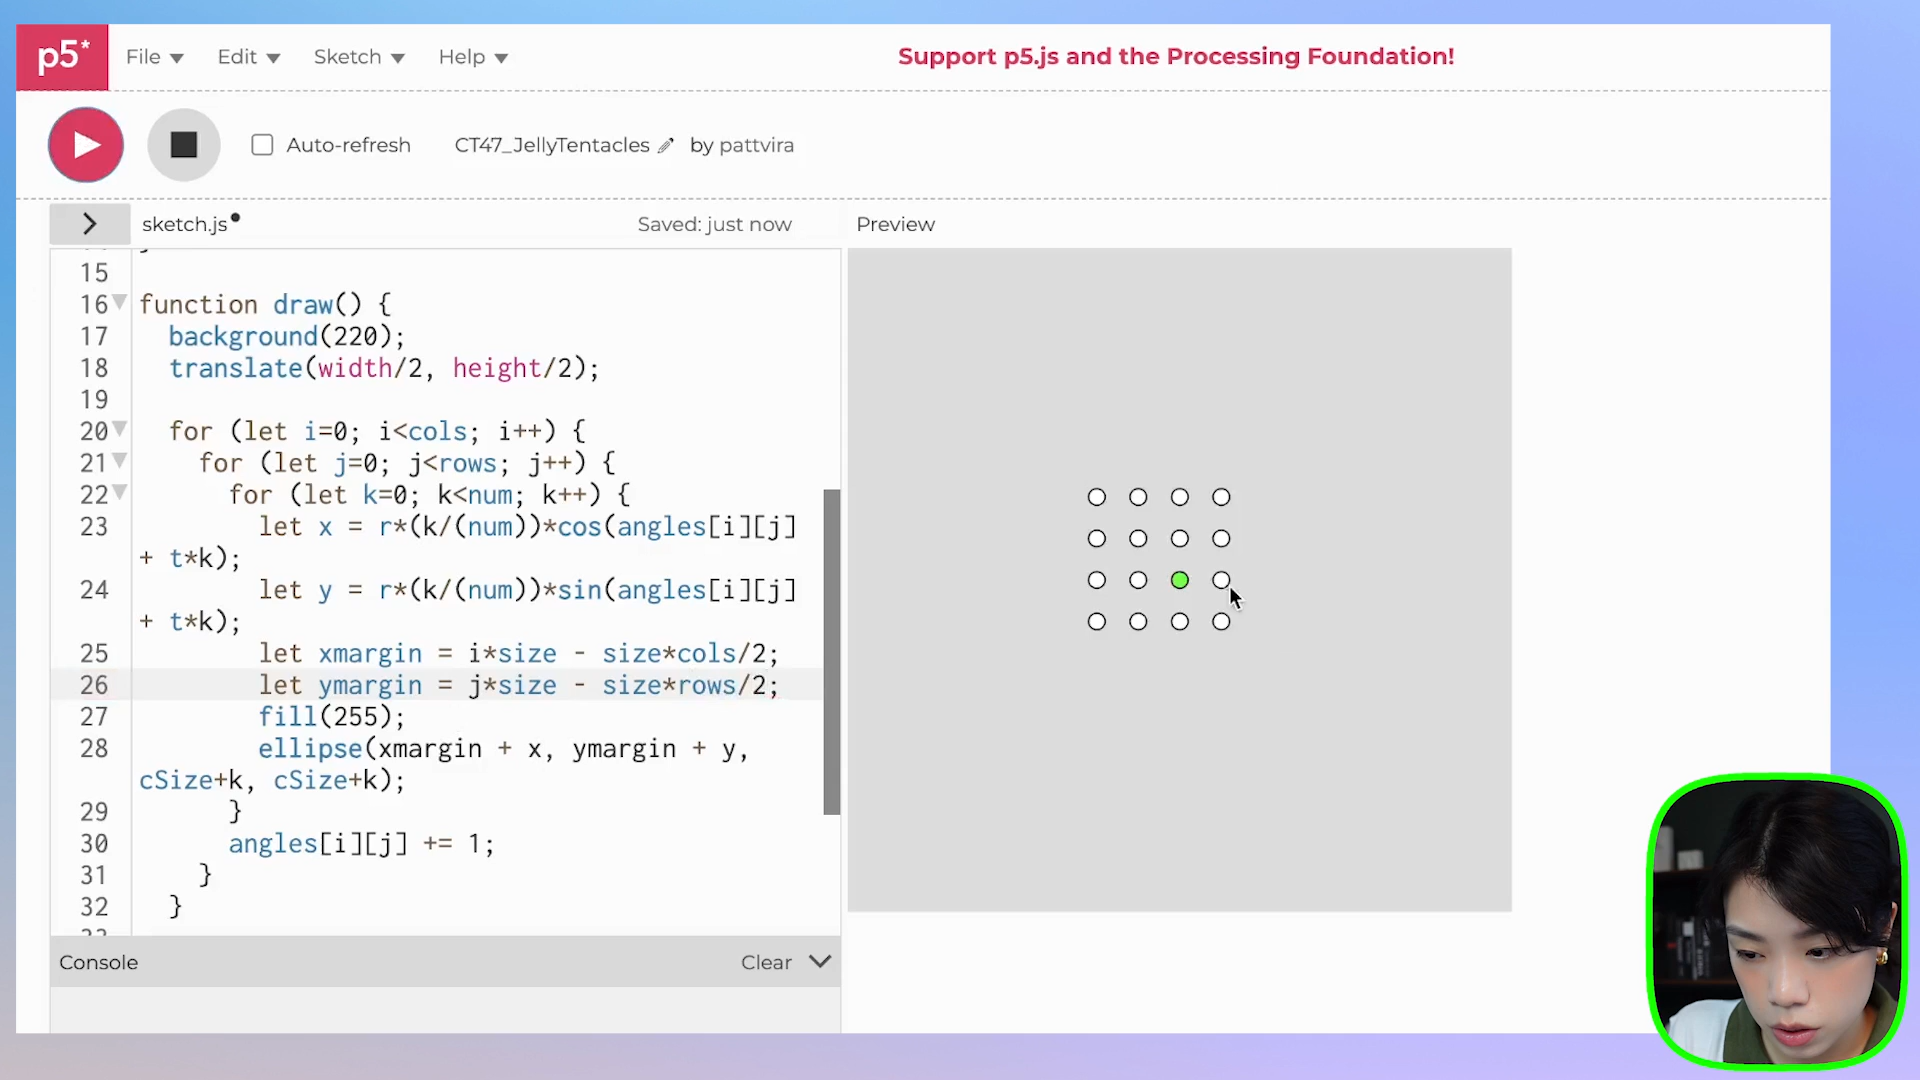 p5*
File Edit Sketch Help
Support p5.js and the Processing Foundation!
Auto-refresh
CT47_JellyTentacles by pattvira
sketch.js
Saved: just now
Preview
15
16 function draw() {
17 background(220);
18 translate(width/2, height/2);
19
20 for (let i=0; i<cols; i++) {
21 for (let j=0; j<rows; j++) {
22 for (let k=0; k<num; k++) {
23 let x = r*(k/(num))*cos(angles[i][j]
+ t*k);
24 let y = r*(k/(num))*sin(angles[i][j]
+ t*k);
25 let xmargin = i*size - size*cols/2;
26 let ymargin = j*size - size*rows/2;
27 fill(255);
28 ellipse(xmargin + x, ymargin + y,
cSize+k, cSize+k);
29 }
30 angles[i][j] += 1;
31 }
32 }
Console
Clear